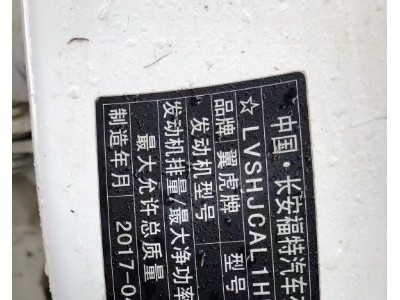 中国·长安福特汽车
☆LVSHJCAL1H
品牌 翼虎牌 型号
发动机型号
发动机排量/最大净功率
最大允许总质量
制造年月 2017-0